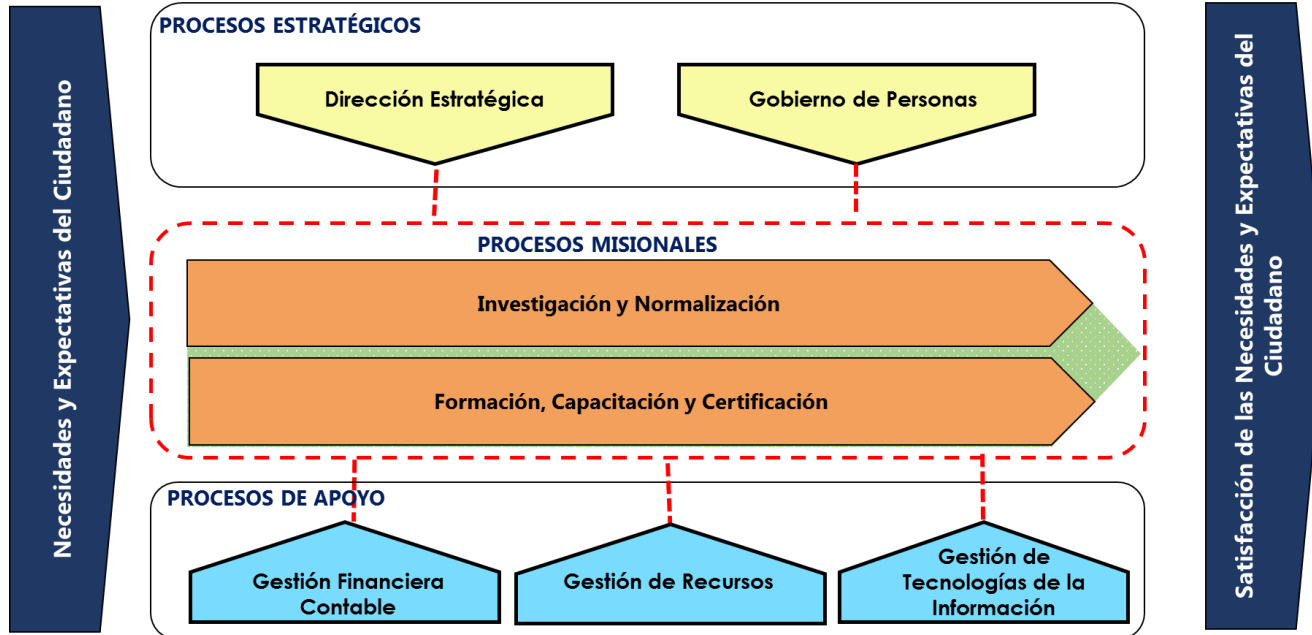 Necesidades y Expectativas del Ciudadano
PROCESOS ESTRATÉGICOS
Dirección Estratégica
Gobierno de Personas
PROCESOS MISIONALES
Investigación y Normalización
Formación, Capacitación y Certificación
PROCESOS DE APOYO
Gestión Financiera
Contable
Gestión de Recursos
Gestión de
Tecnologías de la
Información
Satisfacción de las Necesidades y Expectativas del
Ciudadano